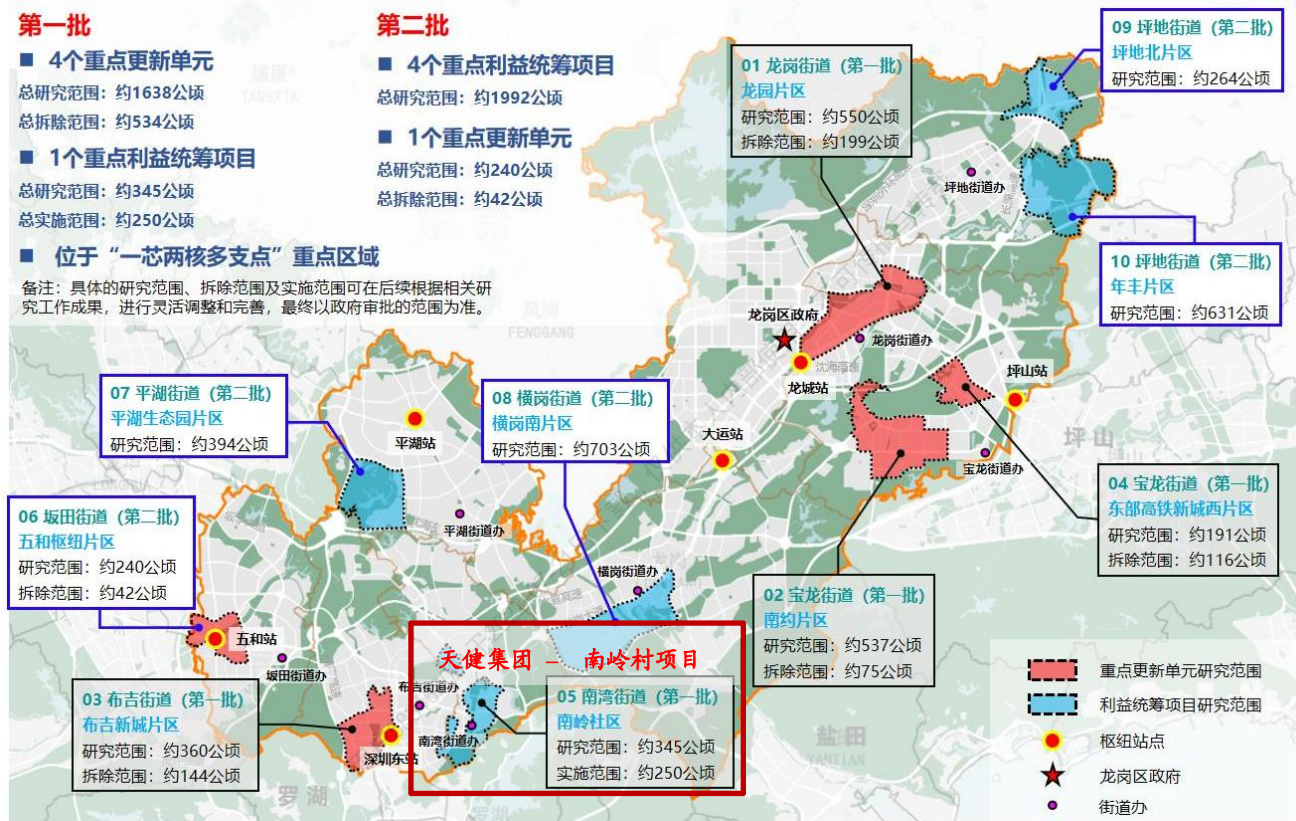 第一批
■ 4个重点更新单元
总研究范围：约1638公顷
总拆除范围：约534公顷
■ 1个重点利益统筹项目
总研究范围：约345公顷
总实施范围：约250公顷
■ 位于“一芯两核多支点”重点区域
备注：具体的研究范围、拆除范围及实施范围可在后续根据相关研
究工作成果，进行灵活调整和完善，最终以政府审批的范围为准。
第二批
■ 4个重点利益统筹项目
总研究范围：约1992公顷
■ 1个重点更新单元
总研究范围：约240公顷
总拆除范围：约42公顷
01 龙岗街道（第一批）
龙园片区
研究范围：约550公顷
拆除范围：约199公顷
09 坪地街道（第二批）
坪地北片区
研究范围：约264公顷
坪地街道办
10 坪地街道（第二批）
年丰片区
研究范围：约631公顷
TANGXIA
凤岗
FENGGANG
龙岗区政府
龙岗街道办
沈海高速
龙城站
坪山站
坪山
大运站
宝龙街道办
07 平湖街道（第二批）
平湖生态园片区
研究范围：约394公顷
平湖站
08 横岗街道（第二批）
横岗南片区
研究范围：约703公顷
04 宝龙街道（第一批）
东部高铁新城西片区
研究范围：约191公顷
拆除范围：约116公顷
06 坂田街道（第二批）
五和枢纽片区
研究范围：约240公顷
拆除范围：约42公顷
平湖街道办
横岗街道办
02 宝龙街道（第一批）
南约片区
研究范围：约537公顷
拆除范围：约75公顷
五和站
坂田街道办
天健集团 – 南岭村项目
布吉街道办
03 布吉街道（第一批）
布吉新城片区
研究范围：约360公顷
拆除范围：约144公顷
深圳东站
南湾街道办
05 南湾街道（第一批）
南岭社区
研究范围：约345公顷
实施范围：约250公顷
罗湖
罗湖
盐田
YANTIAN
重点更新单元研究范围
利益统筹项目研究范围
枢纽站点
龙岗区政府
街道办